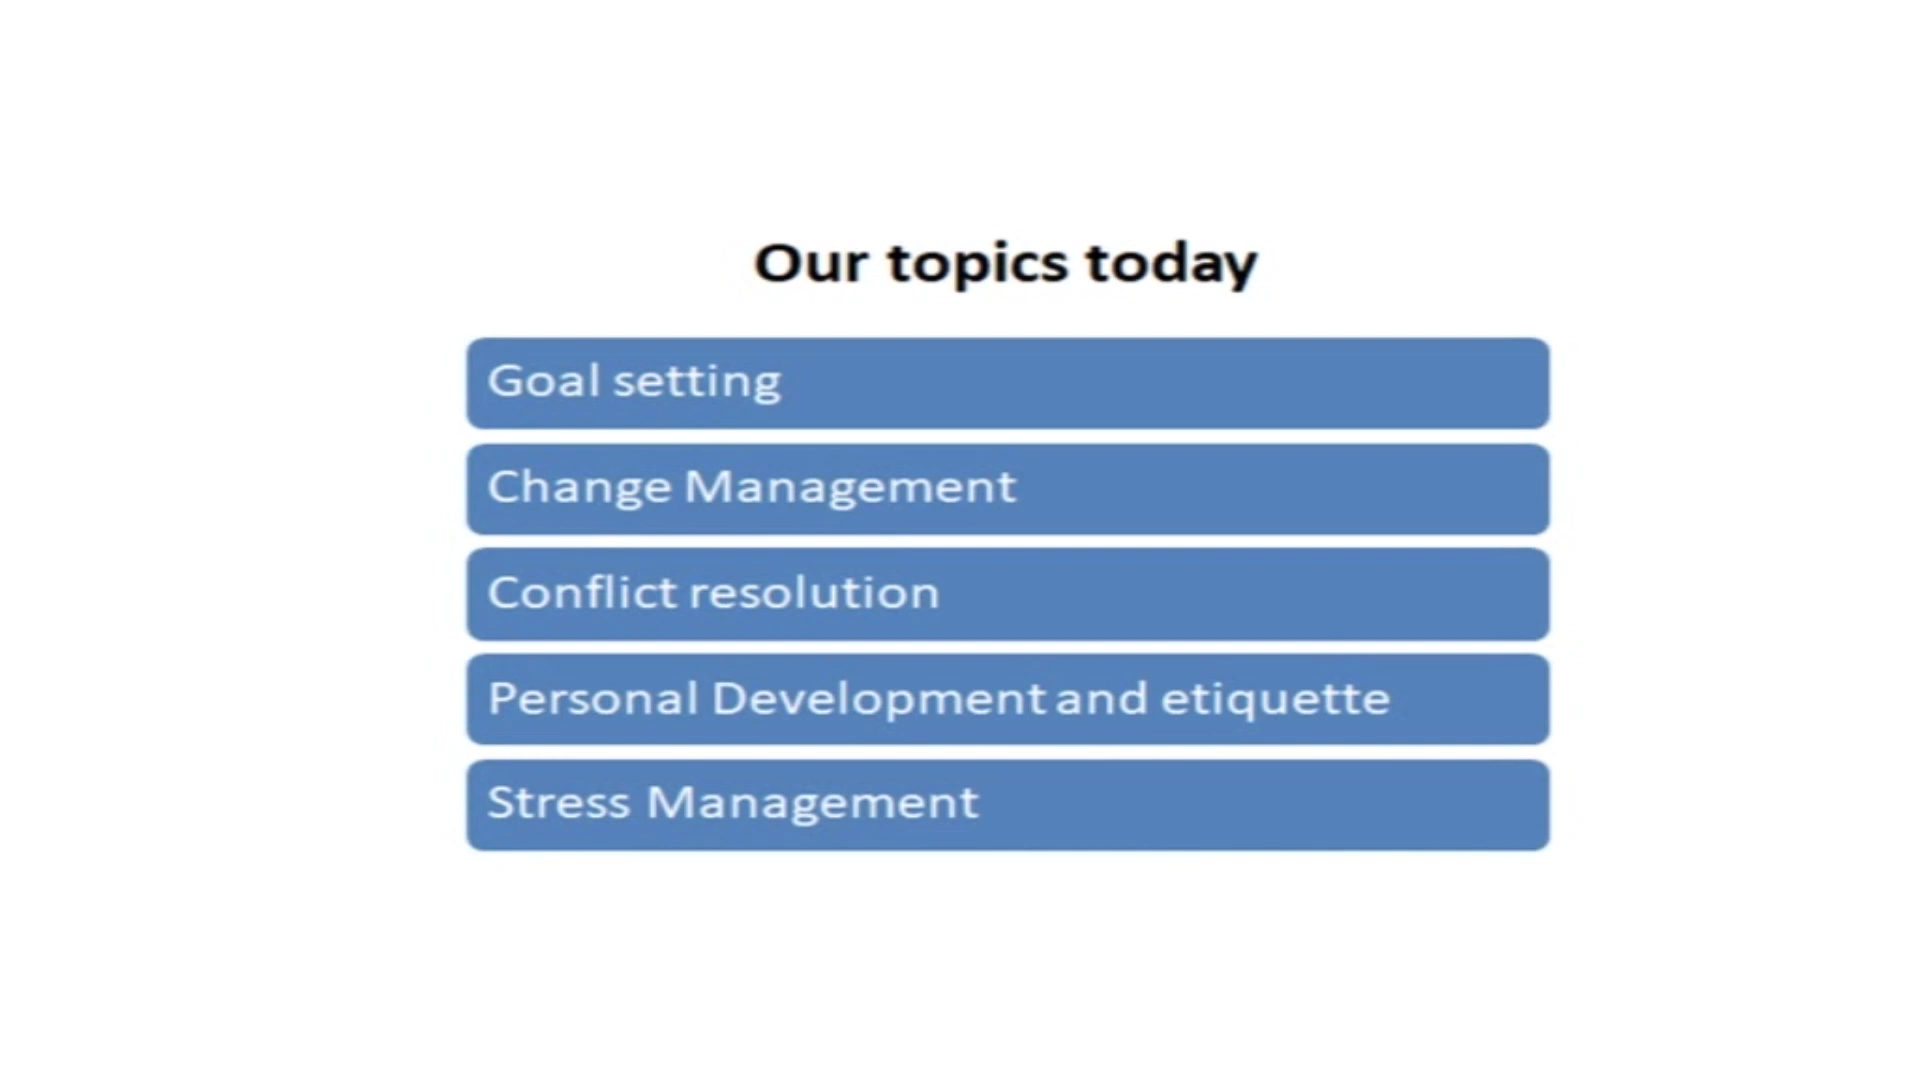 Our topics today
Goal setting
Change Management
Conflict resolution
Personal Development and etiquette
Stress Management